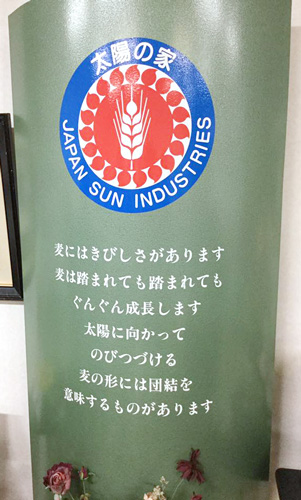 太陽の家
JAPAN SUN INDUSTRIES
麦にはきびしさがあります
麦は踏まれても踏まれても
ぐんぐん成長します
太陽に向かって
のびつづける
麦の形には団結を
意味するものがあります